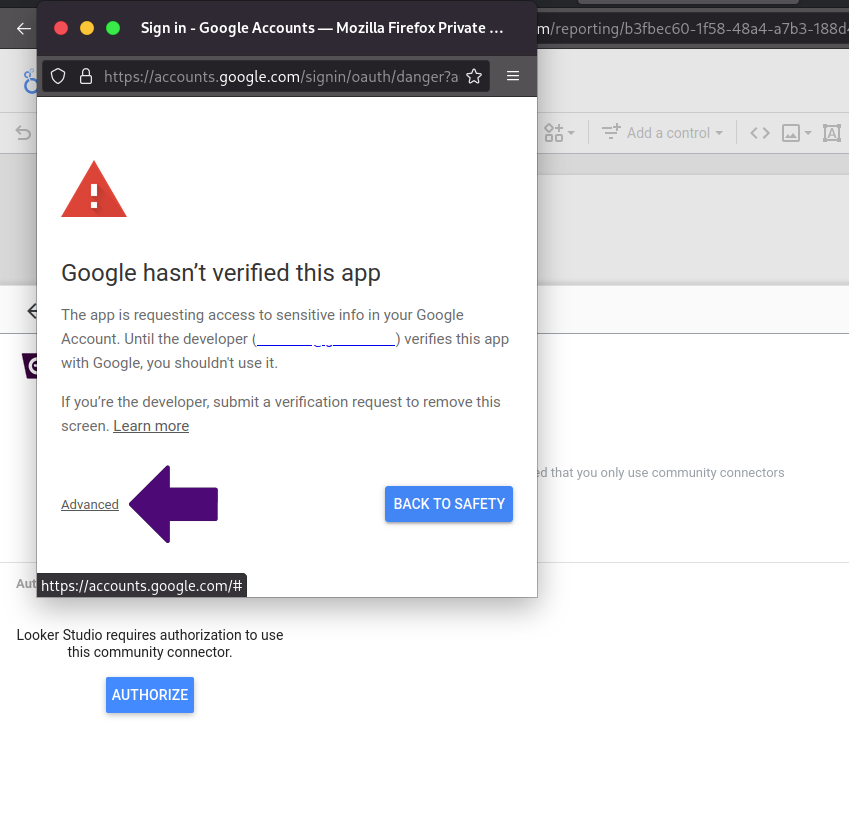 Sign in - Google Accounts — Mozilla Firefox Private ...
m/reporting/b3fbec60-1f58-48a4-a7b3-188d
https://accounts.google.com/signin/oauth/danger?a
Add a control
Google hasn’t verified this app
The app is requesting access to sensitive info in your Google
Account. Until the developer ( ) verifies this app
with Google, you shouldn't use it.
If you’re the developer, submit a verification request to remove this
screen. Learn more
ed that you only use community connectors
Advanced
BACK TO SAFETY
https://accounts.google.com/#
Aut
Looker Studio requires authorization to use
this community connector.
AUTHORIZE